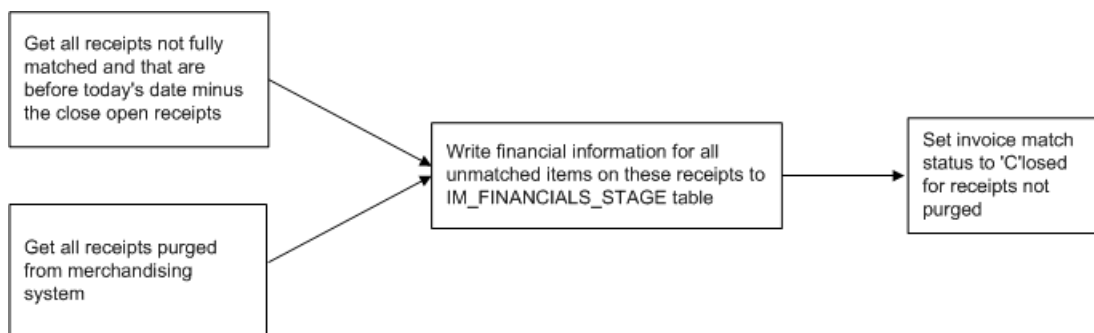 Get all receipts not fully
matched and that are
before today's date minus
the close open receipts
Get all receipts purged
from merchandising
system
Write financial information for all
unmatched items on these receipts to
IM_FINANCIALS_STAGE table
Set invoice match
status to 'C'losed
for receipts not
purged